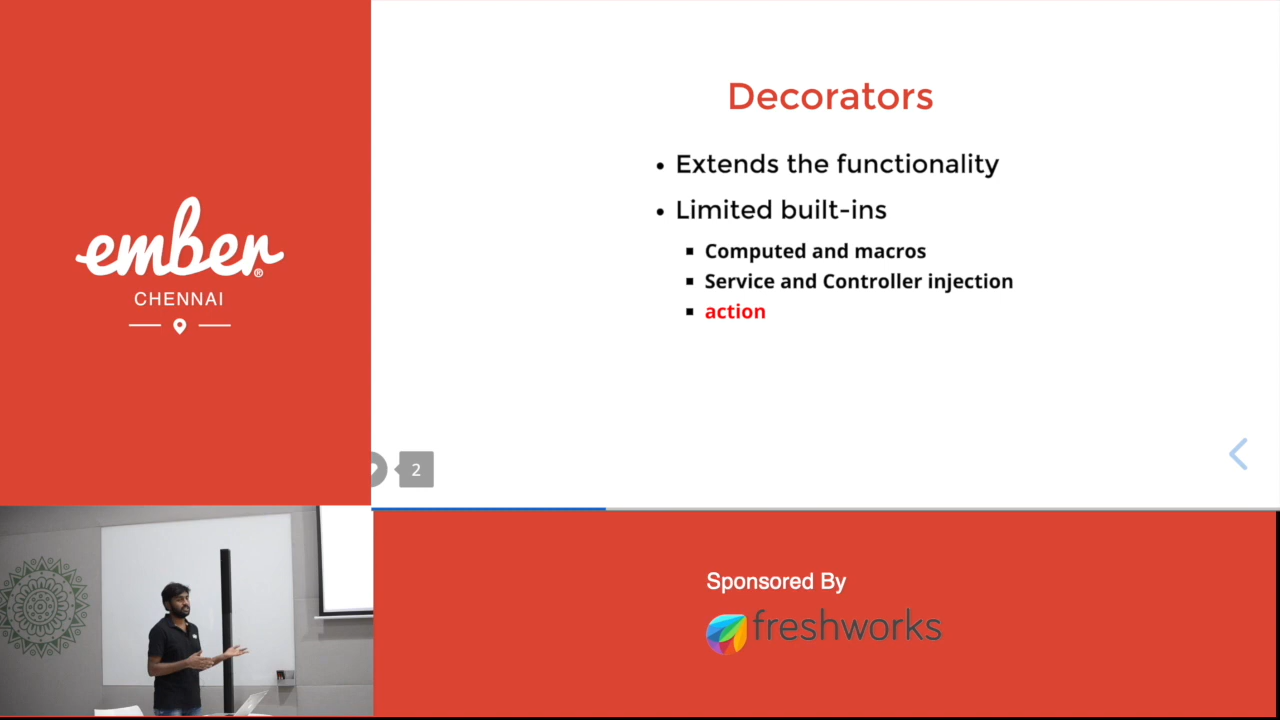 ember®
CHENNAI
Decorators
• Extends the functionality
• Limited built-ins
▪ Computed and macros
▪ Service and Controller injection
▪ action
2
Sponsored By
freshworks